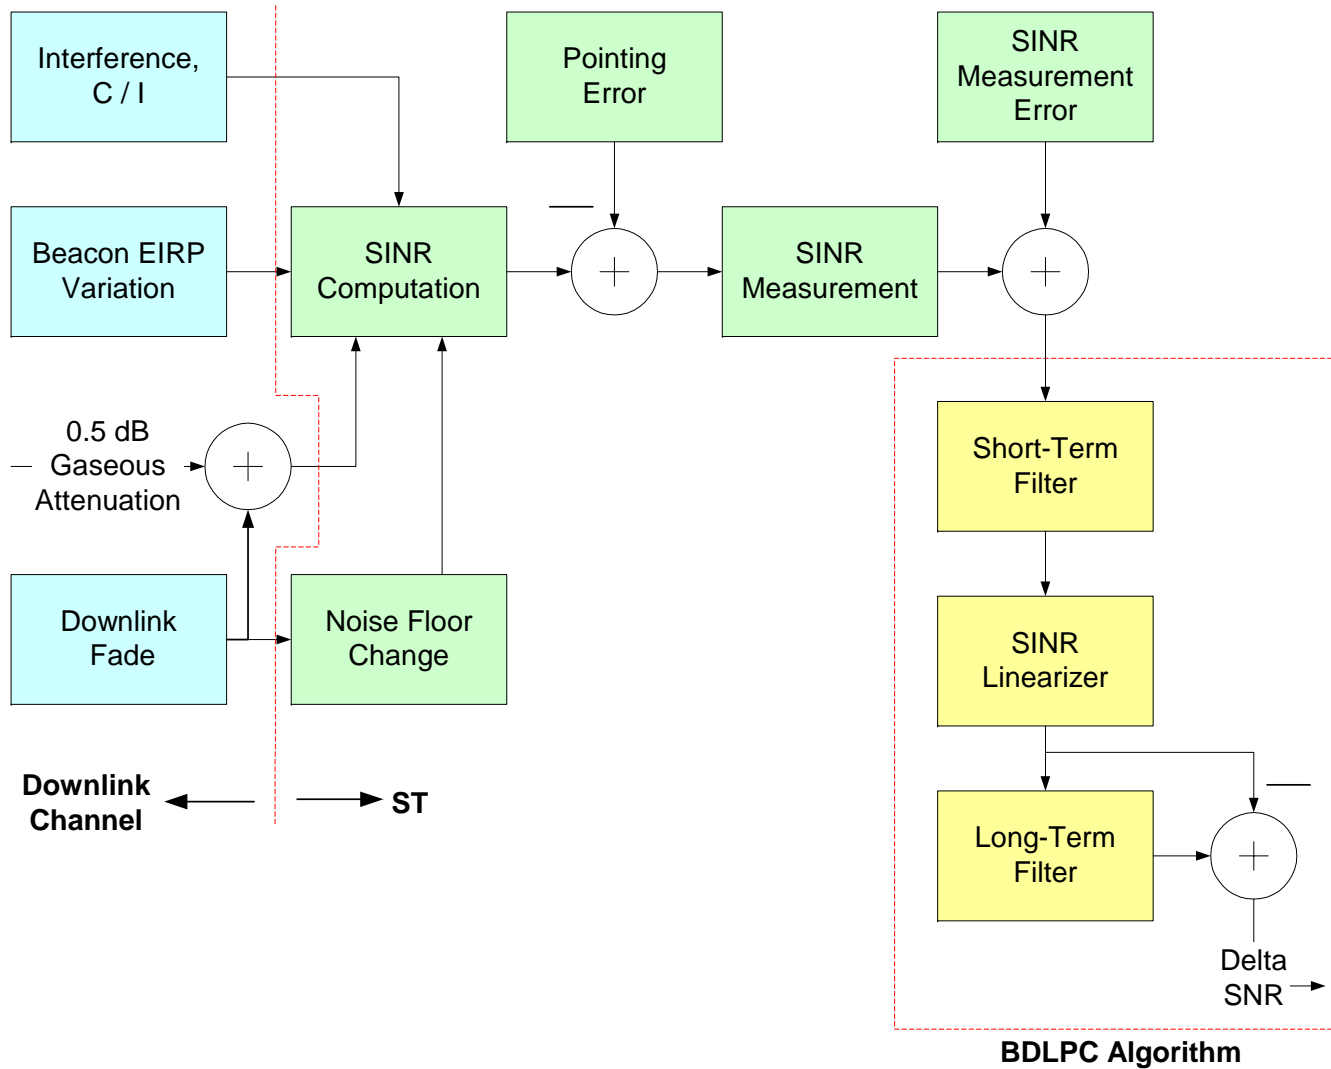 Interference,
C / I
Pointing
Error
SINR
Measurement
Error
Beacon EIRP
Variation
SINR
Computation
SINR
Measurement
0.5 dB
Gaseous
Attenuation
Short-Term
Filter
Downlink
Fade
Noise Floor
Change
SINR
Linearizer
Downlink
Channel
ST
Long-Term
Filter
Delta
SNR
BDLPC Algorithm